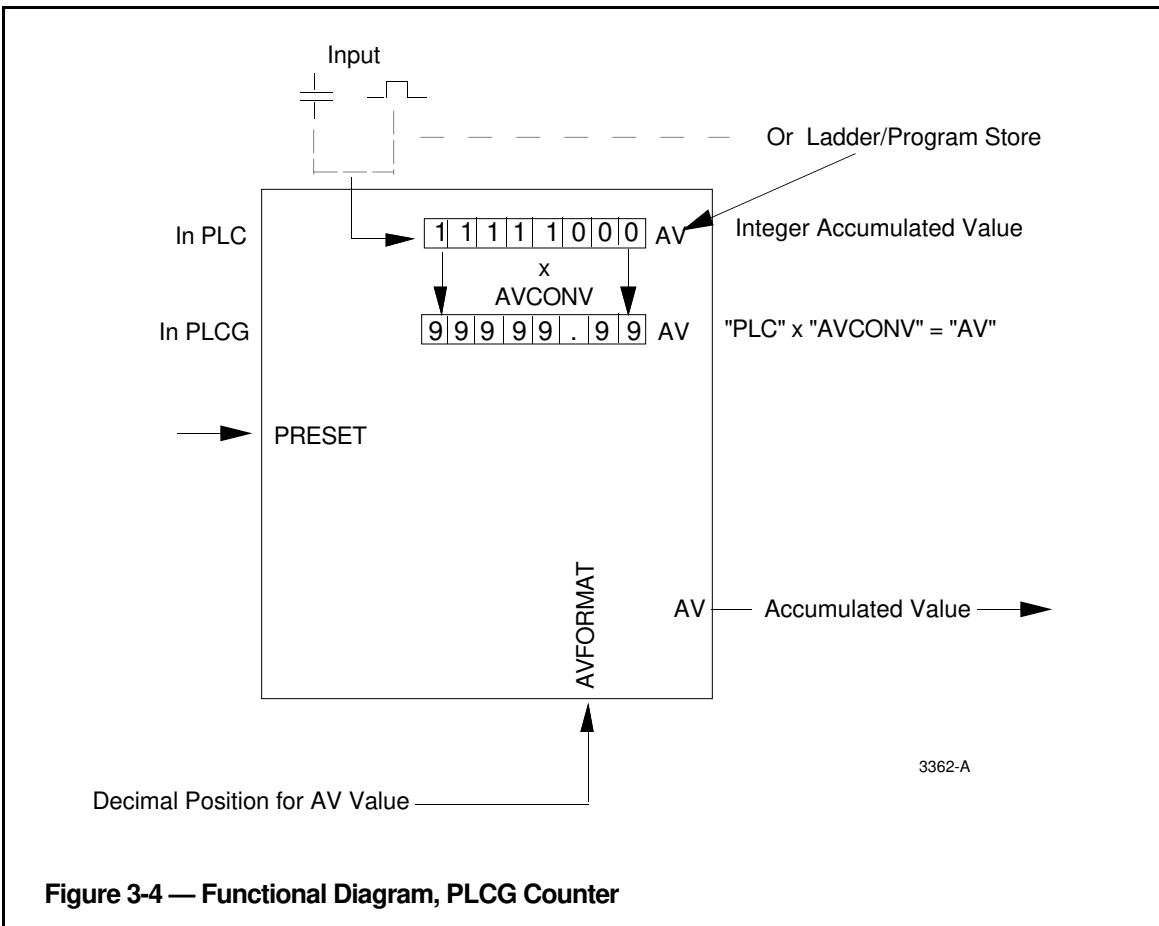 Input
Or Ladder/Program Store
In PLC
1 1 1 1 1 0 0 0 AV
Integer Accumulated Value
x
AVCONV
In PLCG
9 9 9 9 9 . 9 9 AV
"PLC" x "AVCONV" = "AV"
PRESET
AVFORMAT
AV
Accumulated Value
3362-A
Decimal Position for AV Value
Figure 3-4 — Functional Diagram, PLCG Counter